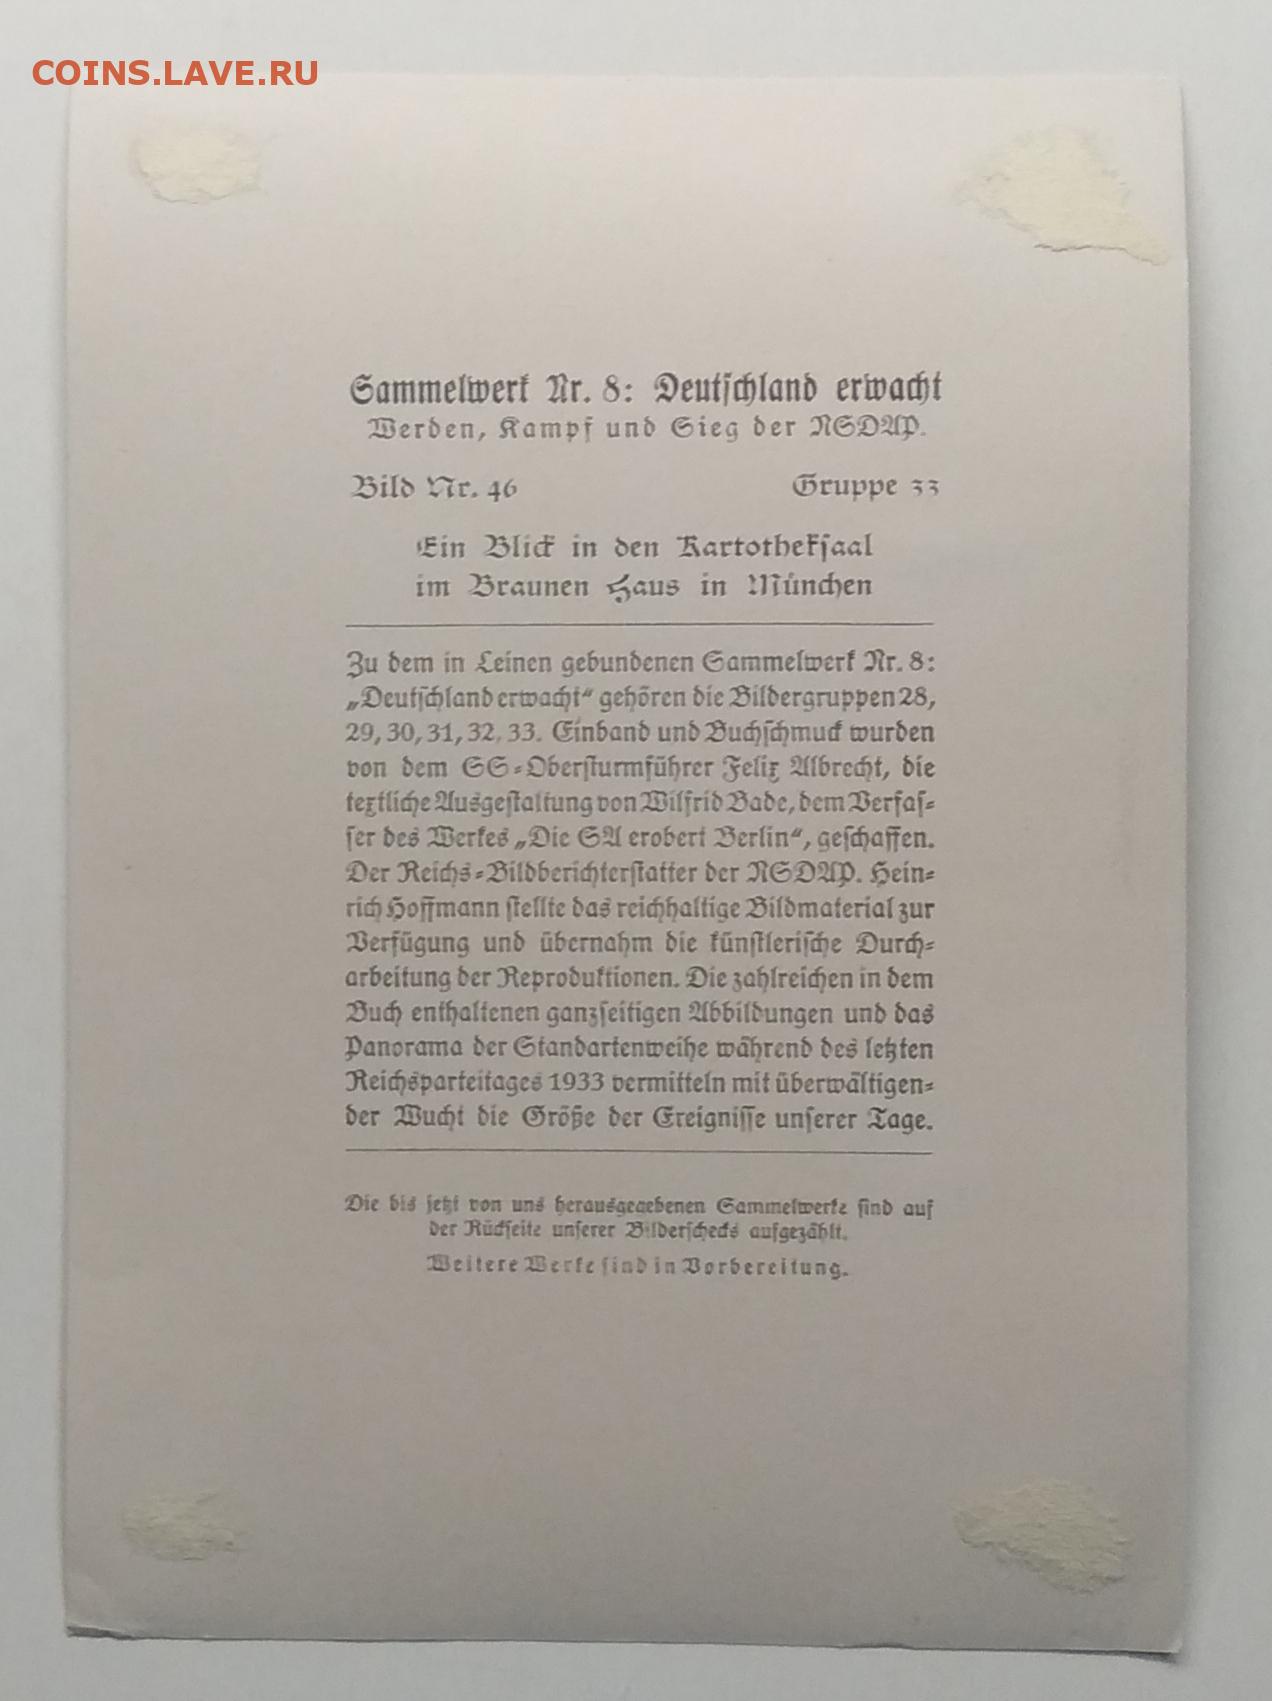 COINS.LAVE.RU
Sammelwerk Nr. 8: Deutschland erwacht
Werden, Kampf und Sieg der NSDAP.
Bild Nr. 46 Gruppe 33
Ein Blick in den Kartotheksaal
im Braunen Haus in München
Zu dem in Leinen gebundenen Sammelwerk Nr. 8:
„Deutschland erwacht“ gehören die Bildergruppen 28,
29, 30, 31, 32, 33. Einband und Buchschmuck wurden
von dem SS-Obersturmführer Felix Albrecht, die
textliche Ausgestaltung von Wilfrid Bade, dem Verfas-
ser des Werkes „Die SA erobert Berlin“, geschaffen.
Der Reichs-Bildberichterstatter der NSDAP. Hein-
rich Hoffmann stellte das reichhaltige Bildmaterial zur
Verfügung und übernahm die künstlerische Durch-
arbeitung der Reproduktionen. Die zahlreichen in dem
Buch enthaltenen ganzseitigen Abbildungen und das
Panorama der Standartenweihe während des letzten
Reichsparteitages 1933 vermitteln mit überwältigen-
der Wucht die Größe der Ereignisse unserer Tage.
Die bis jetzt von uns herausgegebenen Sammelwerke sind auf
der Rückseite unserer Bilderschecks aufgezählt.
Weitere Werke sind in Vorbereitung.